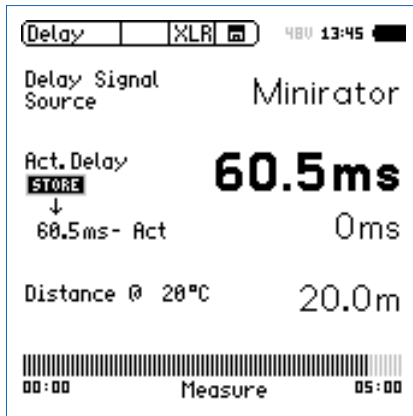 Delay XLR 48V 13:45
Delay Signal Minirator
Source
Act. Delay 60.5ms
STORE
↓
60.5ms- Act 0ms
Distance @ 20°C 20.0m
00:00 Measure 05:00